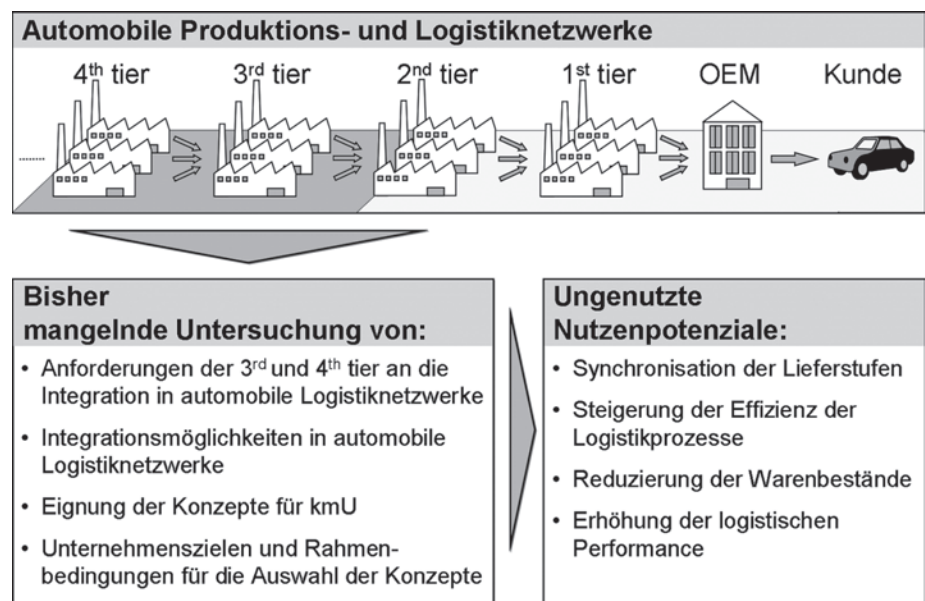 Automobile Produktions- und Logistiknetzwerke
4th tier 3rd tier 2nd tier 1st tier OEM Kunde
Bisher
mangelnde Untersuchung von:
• Anforderungen der 3rd und 4th tier an die
Integration in automobile Logistiknetzwerke
• Integrationsmöglichkeiten in automobile
Logistiknetzwerke
• Eignung der Konzepte für kmU
• Unternehmenszielen und Rahmen-
bedingungen für die Auswahl der Konzepte
Ungenutzte
Nutzenpotenziale:
• Synchronisation der Lieferstufen
• Steigerung der Effizienz der
Logistikprozesse
• Reduzierung der Warenbestände
• Erhöhung der logistischen
Performance